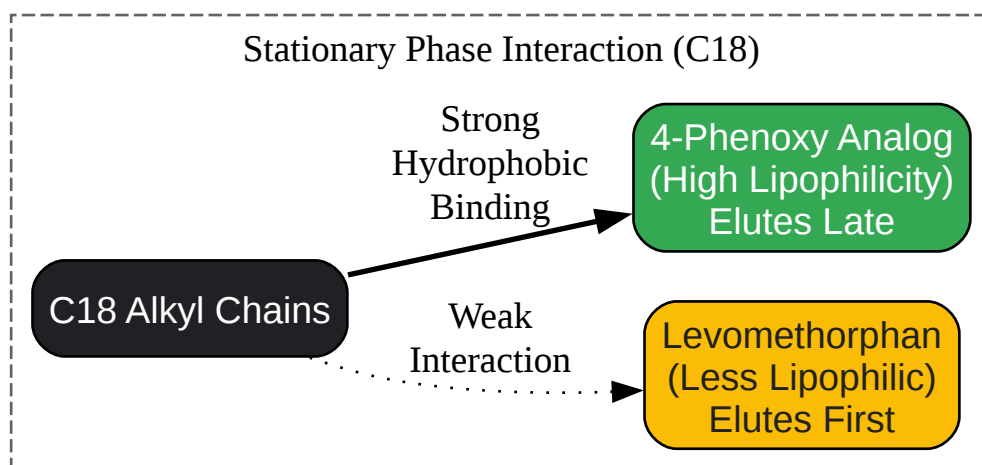 Stationary Phase Interaction (C18)
Strong
Hydrophobic
Binding
4-Phenoxy Analog
(High Lipophilicity)
Elutes Late
C18 Alkyl Chains
Weak
Interaction
Levomethorphan
(Less Lipophilic)
Elutes First